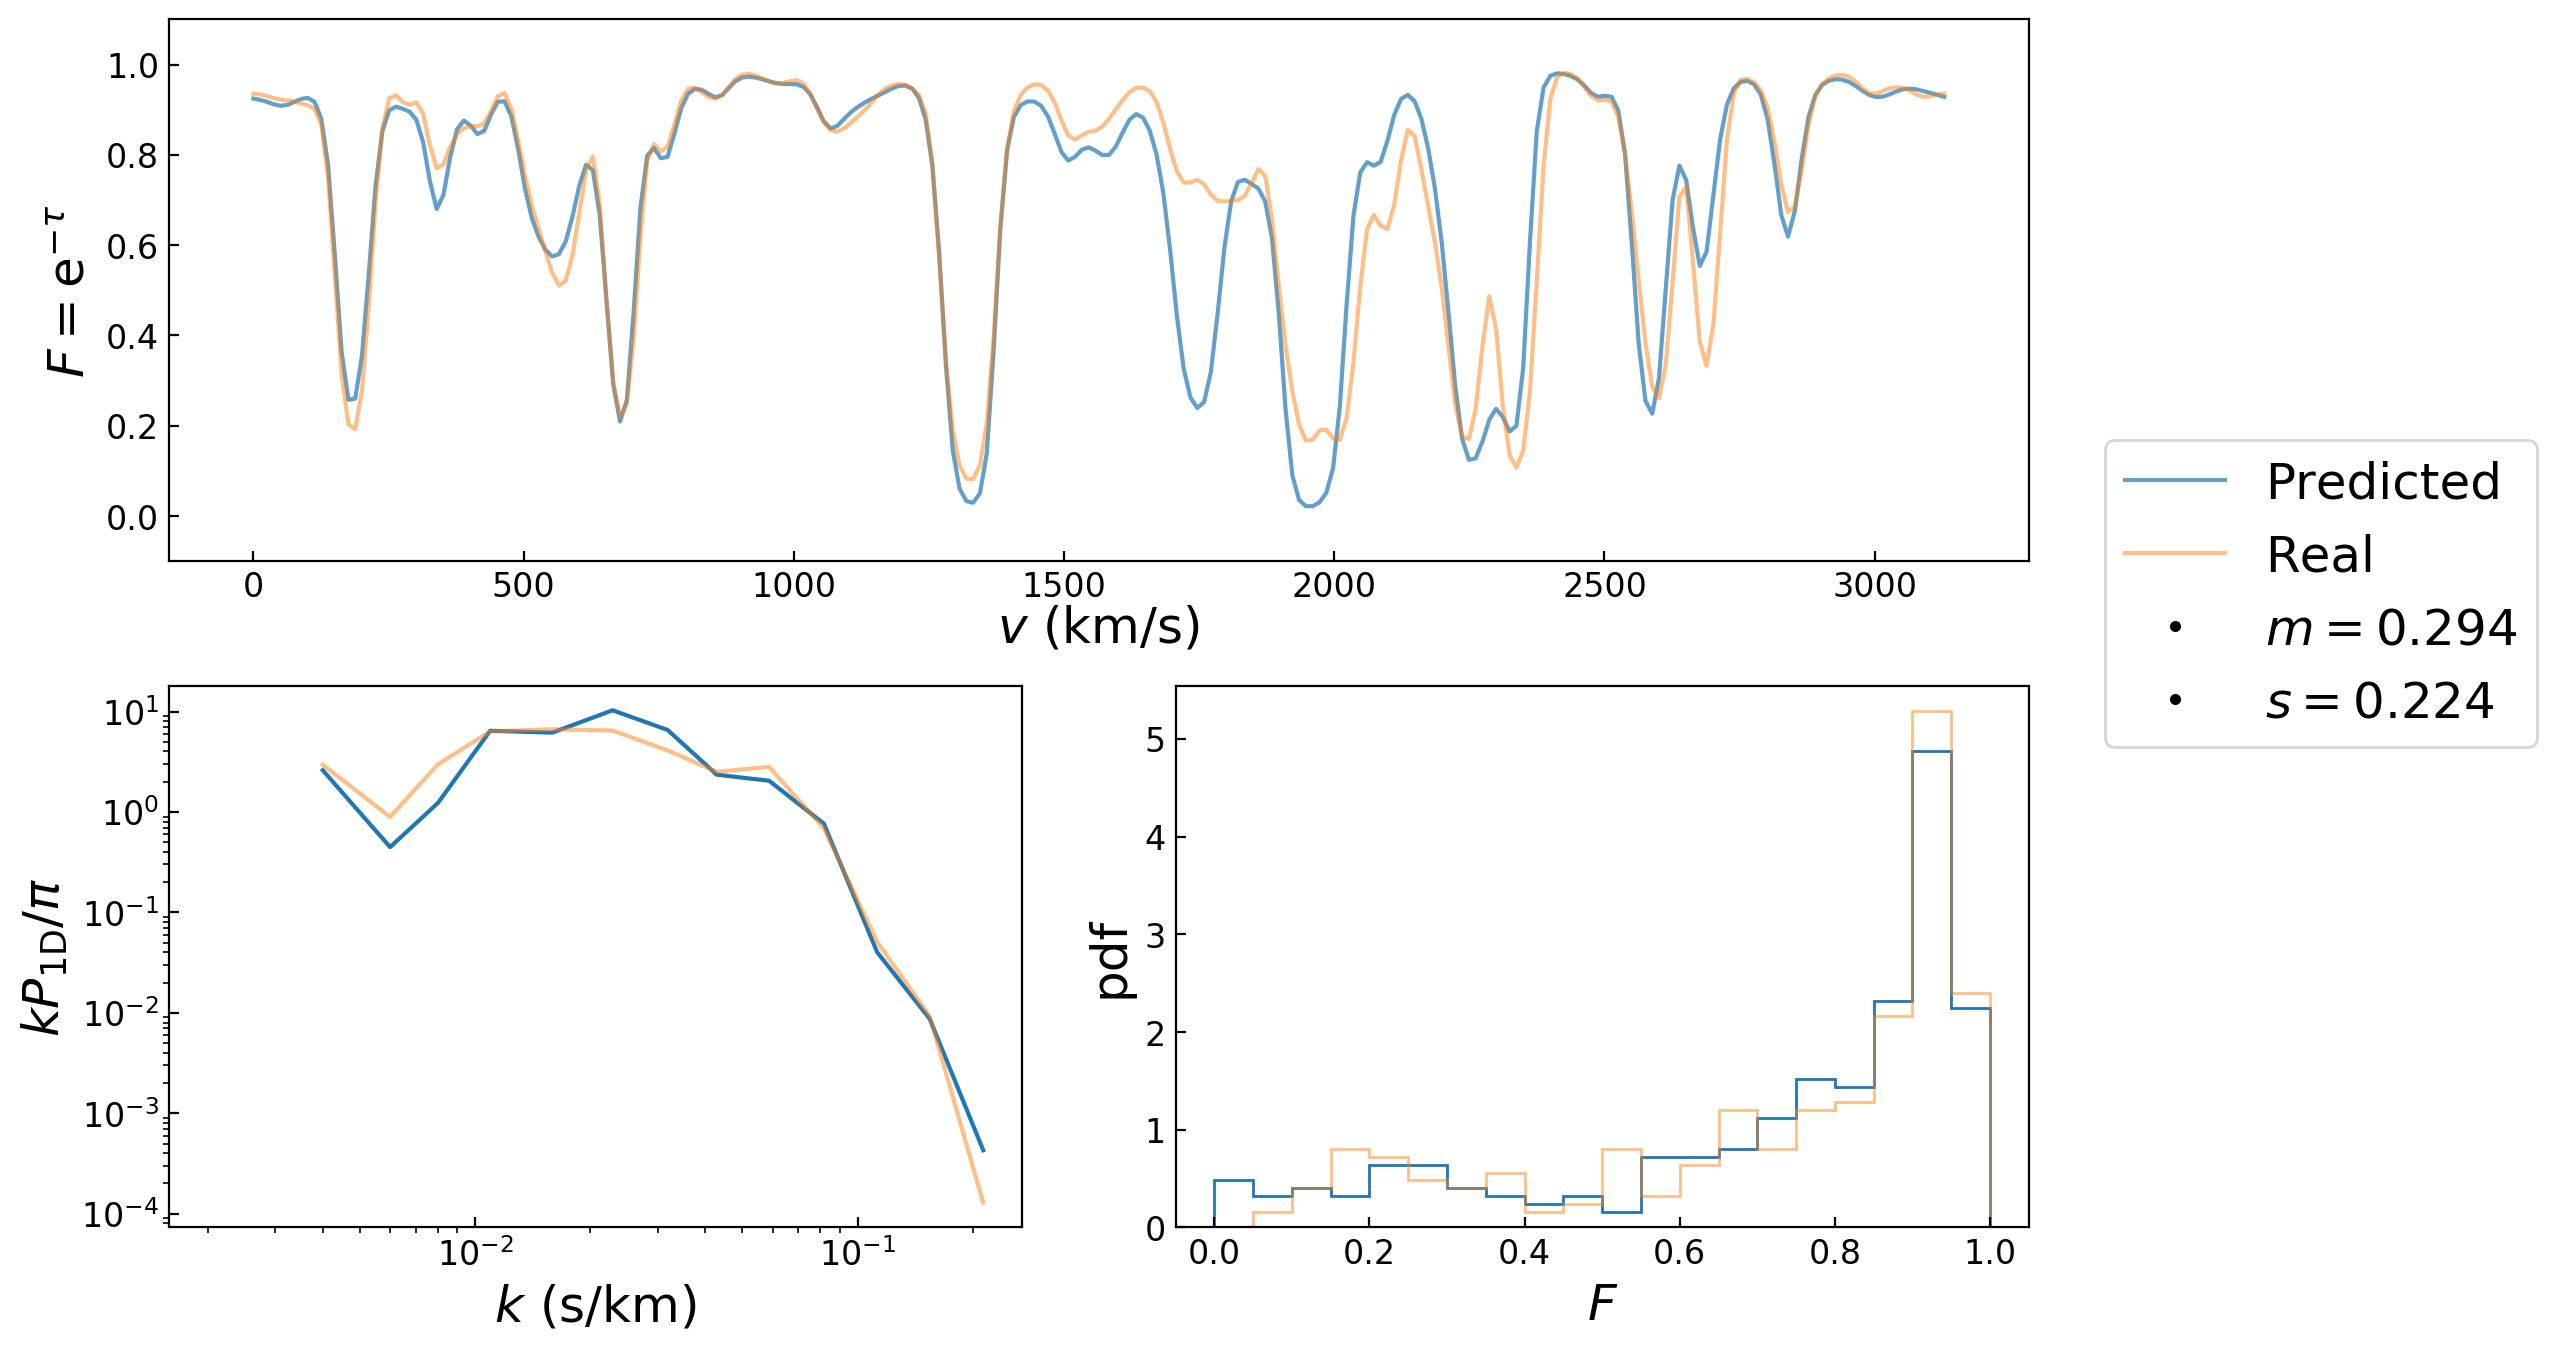 1.0
0.8
0.6
0.4
0.2
0.0
F = e^{-τ}
0 500 1000 1500 2000 2500 3000
v (km/s)
Predicted
Real
m = 0.294
s = 0.224
10^1
10^0
10^{-1}
10^{-2}
10^{-3}
10^{-4}
kP_{1D}/π
10^{-2} 10^{-1}
k (s/km)
5
4
3
2
1
0
pdf
0.0 0.2 0.4 0.6 0.8 1.0
F